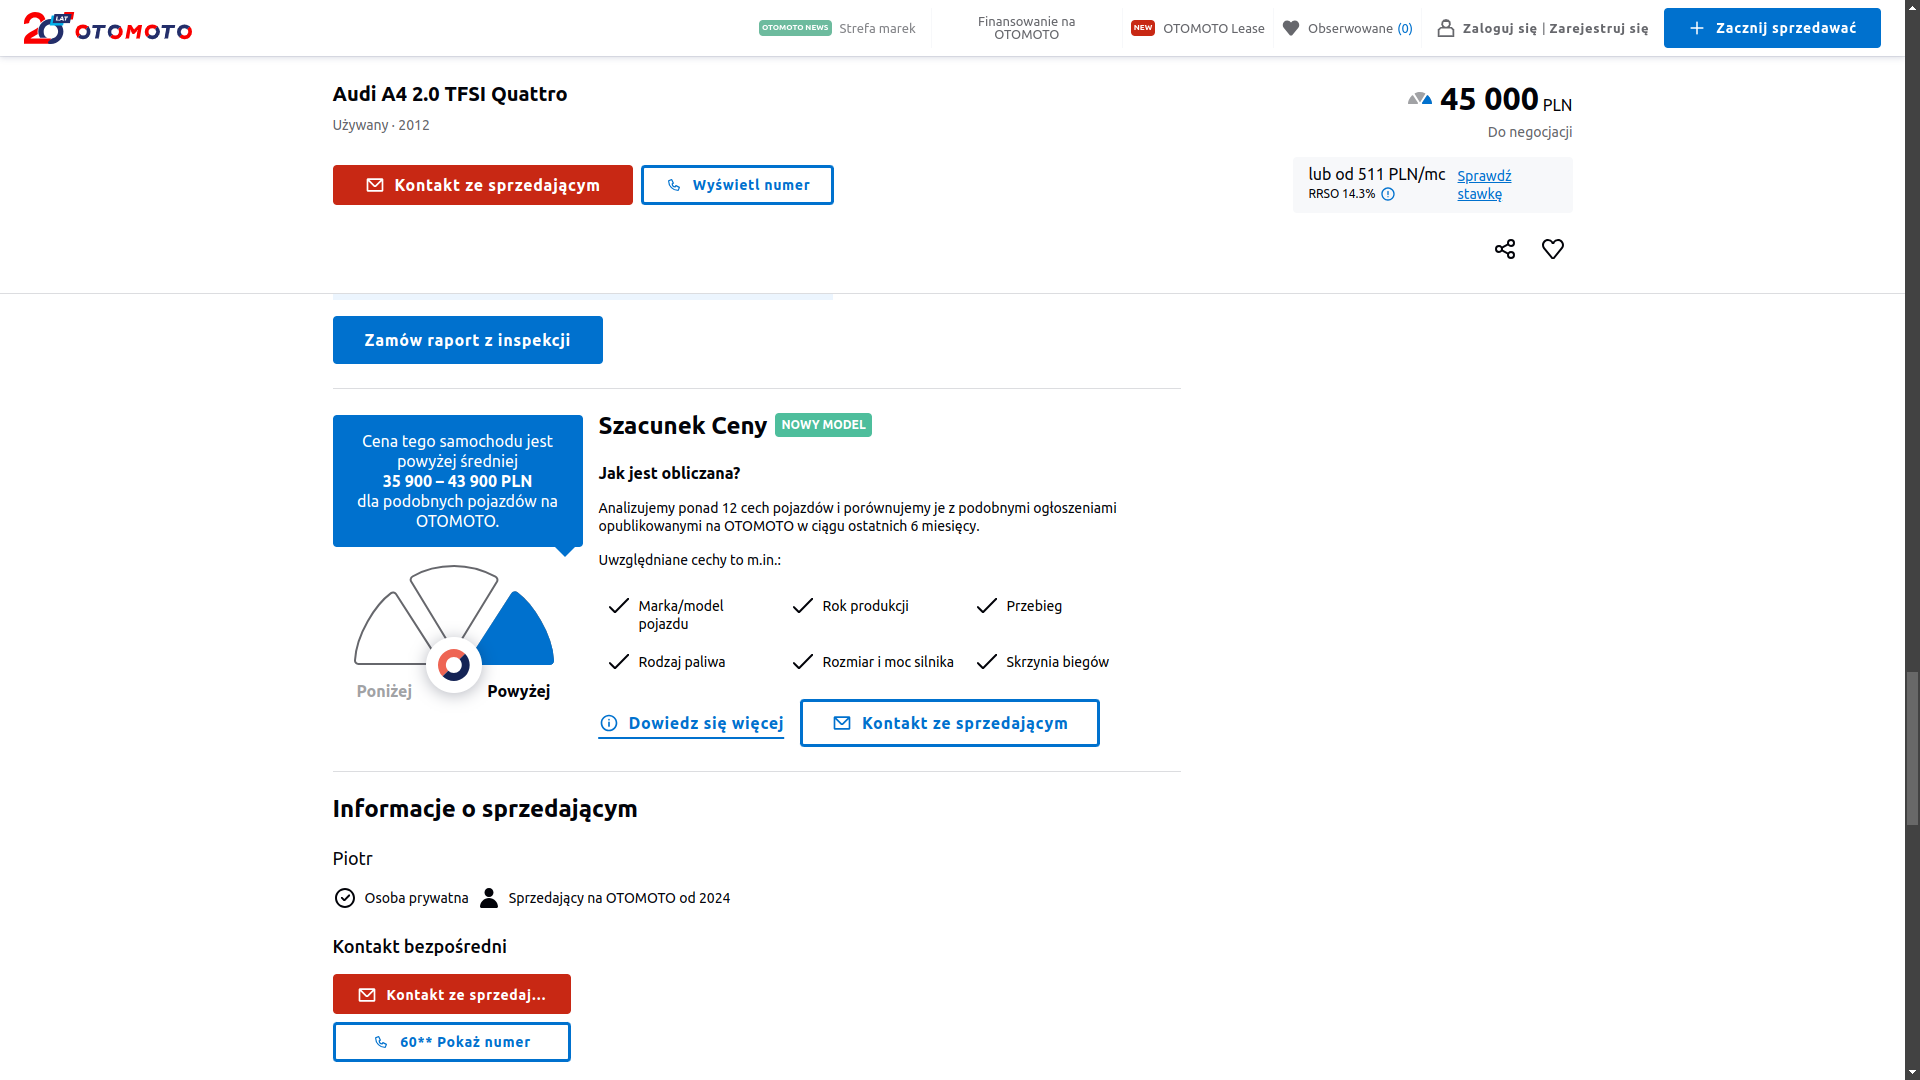 20 LAT OTOMOTO
OTOMOTO NEWS Strefa marek
Finansowanie na
OTOMOTO
NEW OTOMOTO Lease
Obserwowane (0)
Zaloguj się | Zarejestruj się
Zacznij sprzedawać
Audi A4 2.0 TFSI Quattro
Używany · 2012
45 000 PLN
Do negocjacji
Kontakt ze sprzedającym
Wyświetl numer
lub od 511 PLN/mc
RRSO 14.3%
Sprawdź
stawkę
Zamów raport z inspekcji
Cena tego samochodu jest
powyżej średniej
35 900 – 43 900 PLN
dla podobnych pojazdów na
OTOMOTO.
Poniżej
Powyżej
Szacunek Ceny NOWY MODEL
Jak jest obliczana?
Analizujemy ponad 12 cech pojazdów i porównujemy je z podobnymi ogłoszeniami
opublikowanymi na OTOMOTO w ciągu ostatnich 6 miesięcy.
Uwzględniane cechy to m.in.:
Marka/model
pojazdu
Rok produkcji
Przebieg
Rodzaj paliwa
Rozmiar i moc silnika
Skrzynia biegów
Dowiedz się więcej
Kontakt ze sprzedającym
Informacje o sprzedającym
Piotr
Osoba prywatna
Sprzedający na OTOMOTO od 2024
Kontakt bezpośredni
Kontakt ze sprzedaj...
60** Pokaż numer